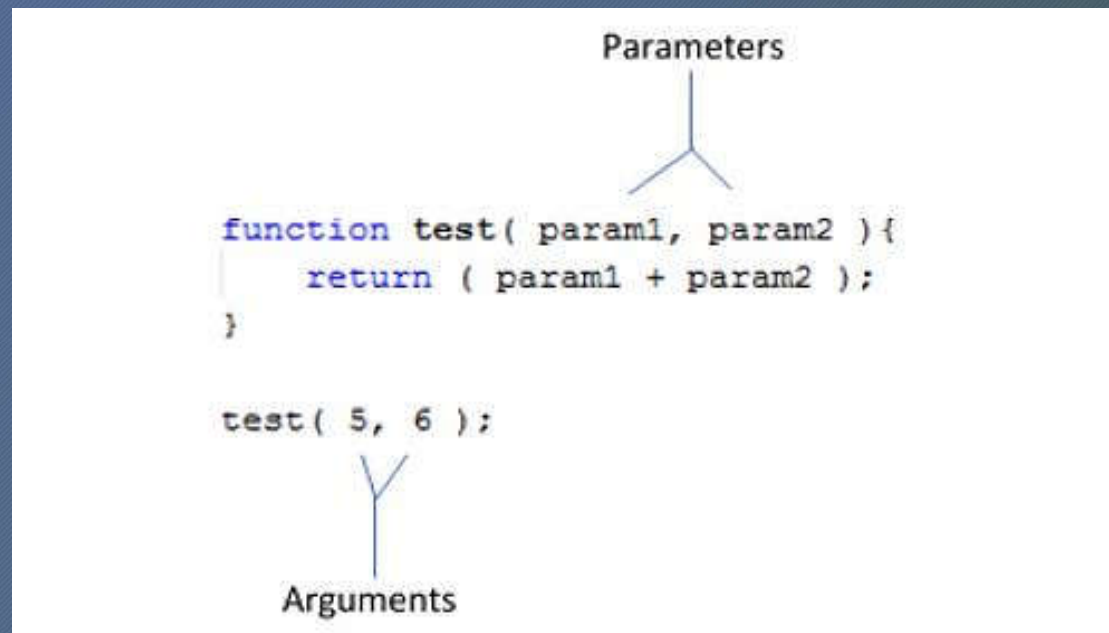 Parameters
function test( param1, param2 ){
return ( param1 + param2 );
}
test( 5, 6 );
Arguments